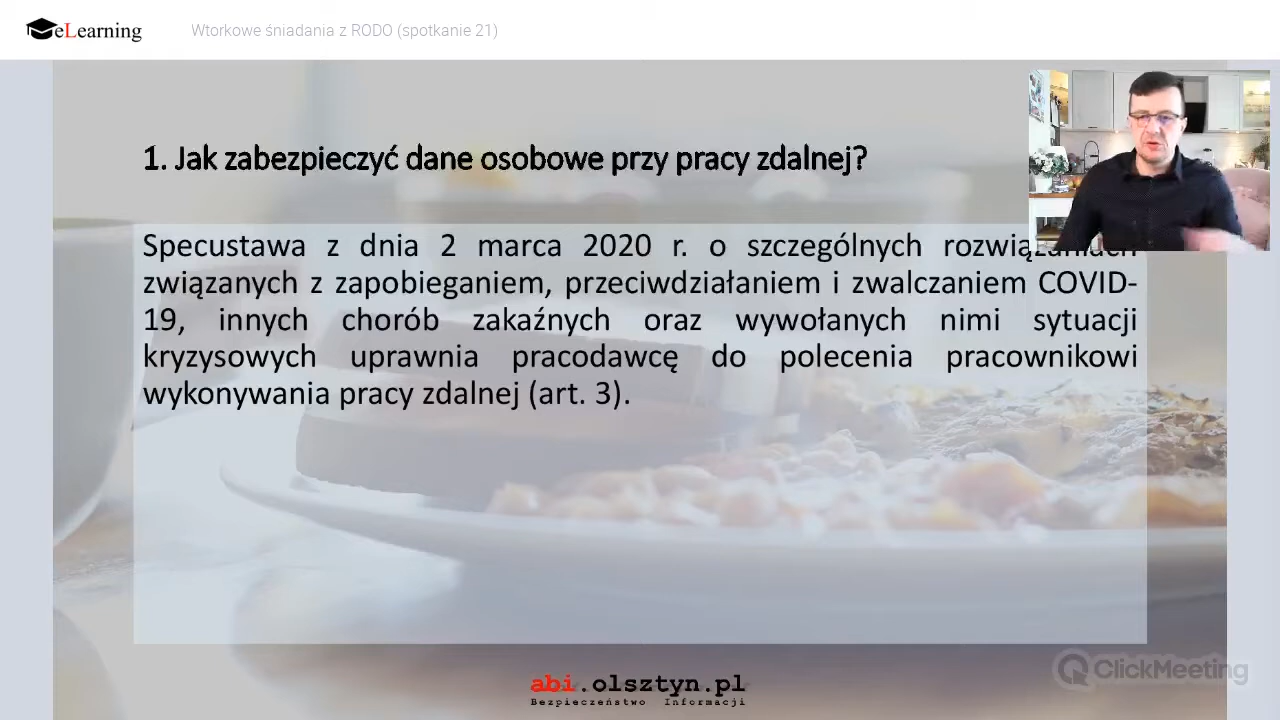 eLearning
Wtorkowe śniadania z RODO (spotkanie 21)
1. Jak zabezpieczyć dane osobowe przy pracy zdalnej?
Specustawa z dnia 2 marca 2020 r. o szczególnych rozwiązaniach
związanych z zapobieganiem, przeciwdziałaniem i zwalczaniem COVID-
19, innych chorób zakaźnych oraz wywołanych nimi sytuacji
kryzysowych uprawnia pracodawcę do polecenia pracownikowi
wykonywania pracy zdalnej (art. 3).
ClickMeeting
abi.olsztyn.pl
Bezpieczeństwo Informacji